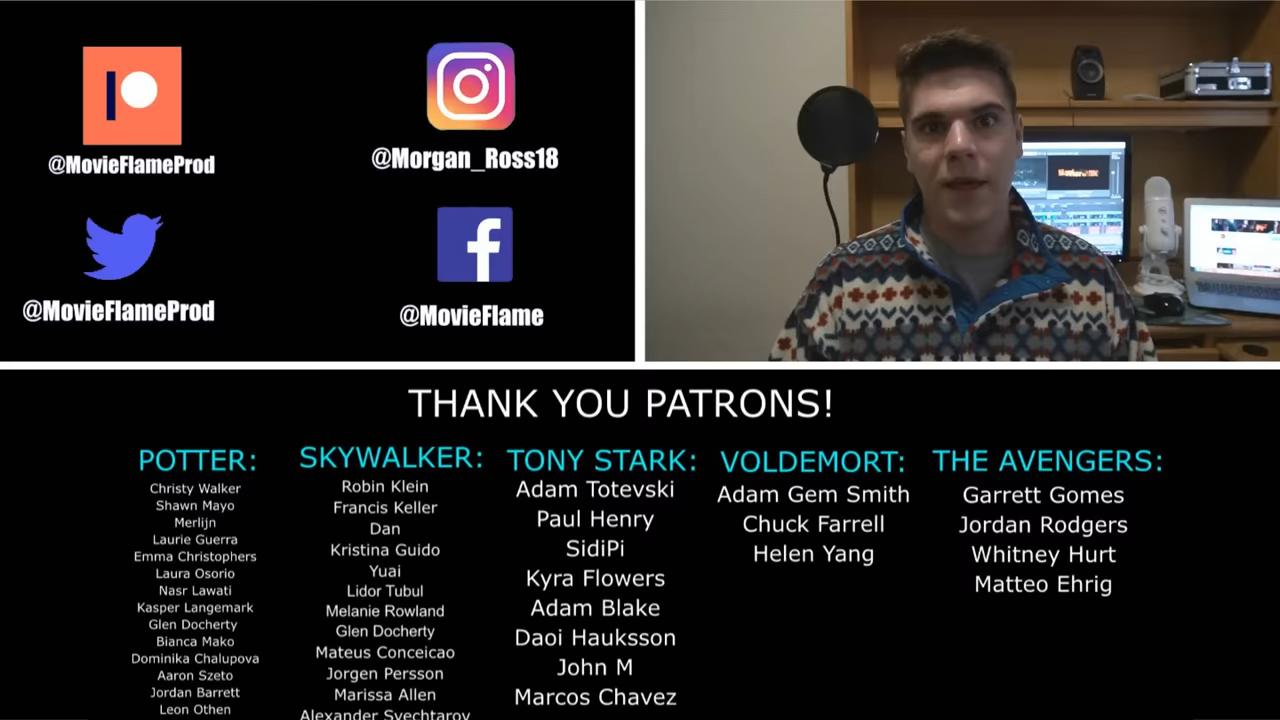 @MovieFlameProd
@Morgan_Ross18
@MovieFlameProd
@MovieFlame
THANK YOU PATRONS!
POTTER:
Christy Walker
Shawn Mayo
Merlijn
Laurie Guerra
Emma Christophers
Laura Osorio
Nasr Lawati
Kasper Langemark
Glen Docherty
Bianca Mako
Dominika Chalupova
Aaron Szeto
Jordan Barrett
Leon Othen
SKYWALKER:
Robin Klein
Francis Keller
Dan
Kristina Guido
Yuai
Lidor Tubul
Melanie Rowland
Glen Docherty
Mateus Conceicao
Jorgen Persson
Marissa Allen
Alexander Svechtarov
TONY STARK:
Adam Totevski
Paul Henry
SidiPi
Kyra Flowers
Adam Blake
Daoi Hauksson
John M
Marcos Chavez
VOLDEMORT:
Adam Gem Smith
Chuck Farrell
Helen Yang
THE AVENGERS:
Garrett Gomes
Jordan Rodgers
Whitney Hurt
Matteo Ehrig